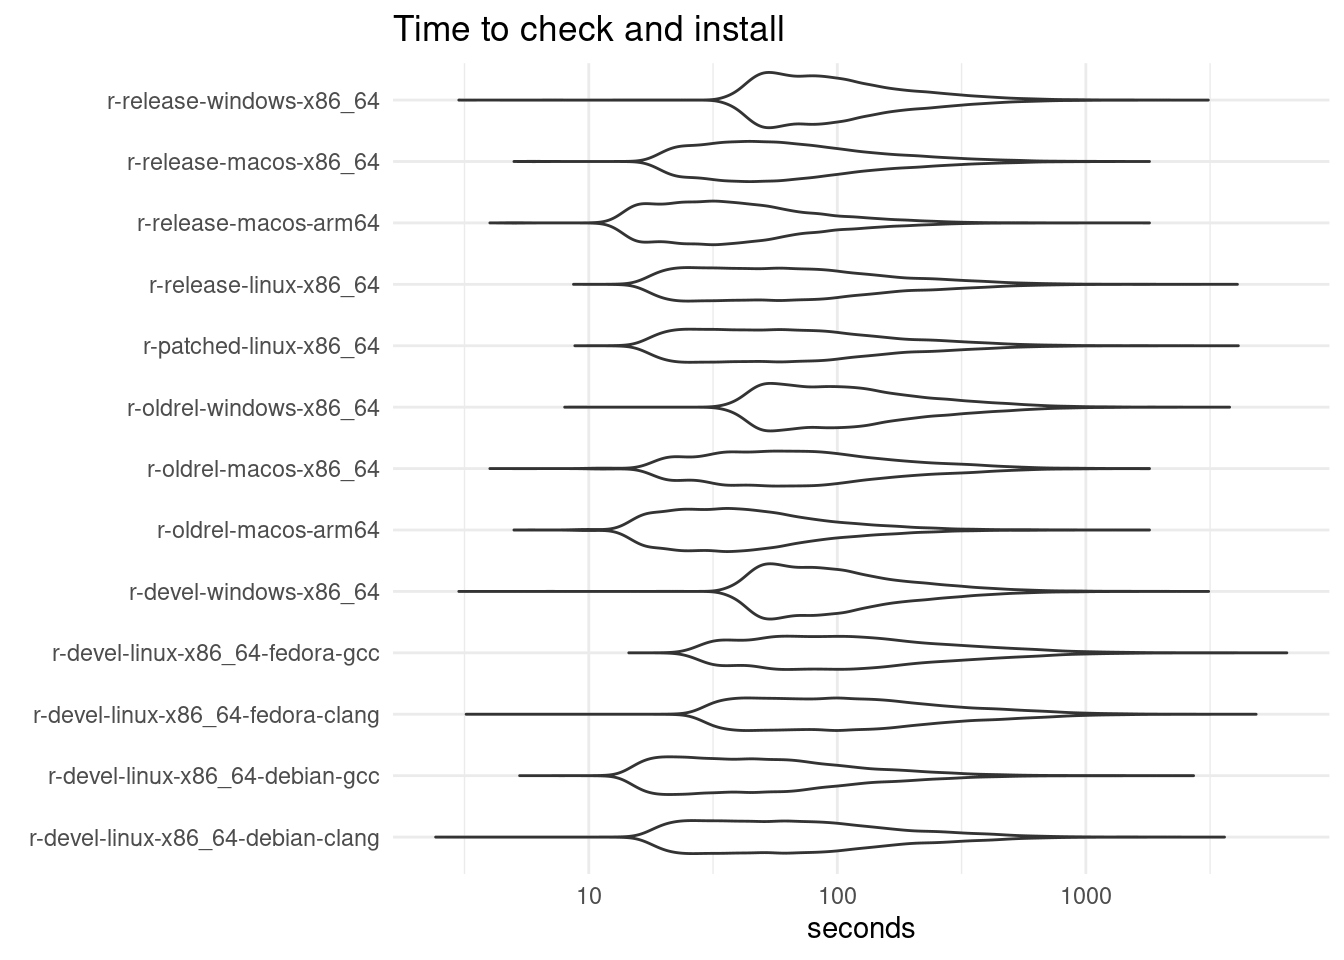 Time to check and install
r-release-windows-x86_64
r-release-macos-x86_64
r-release-macos-arm64
r-release-linux-x86_64
r-patched-linux-x86_64
r-oldrel-windows-x86_64
r-oldrel-macos-x86_64
r-oldrel-macos-arm64
r-devel-windows-x86_64
r-devel-linux-x86_64-fedora-gcc
r-devel-linux-x86_64-fedora-clang
r-devel-linux-x86_64-debian-gcc
r-devel-linux-x86_64-debian-clang
10 100 1000
seconds